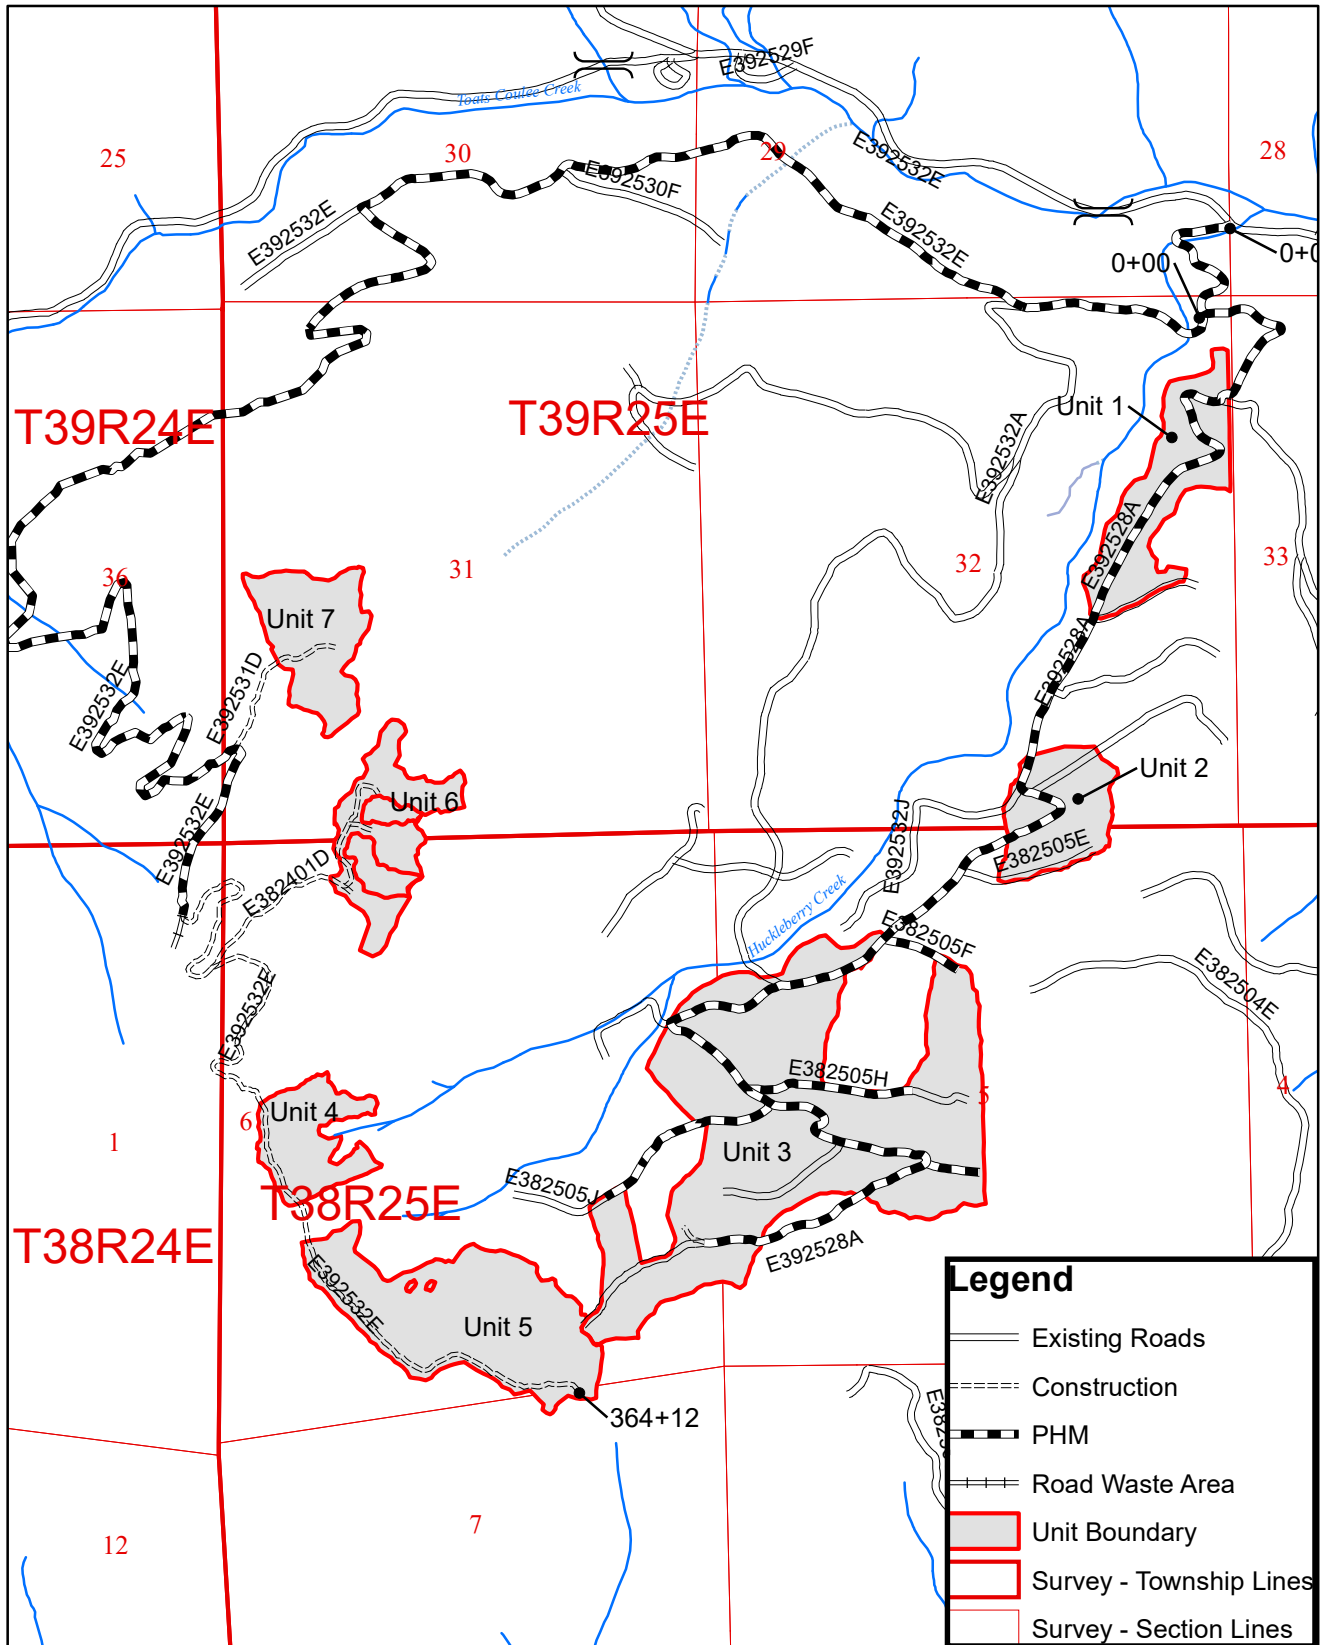 E392529F
Toats Coulee Creek
25
30
29
28
E392532E
E392530F
E392532E
E392532E
0+00
0+0
T39R24E
T39R25E
Unit 1
E392532A
E392528A
36
31
32
33
Unit 7
E392528A
E392532E
E392531D
Unit 2
Unit 6
E392532E
E392532J
E382505E
E382401D
Huckleberry Creek
E382505F
E382504E
E392532E
E382505H
4
5
Unit 4
6
1
Unit 3
E382505J
T38R25E
T38R24E
E392528A
E392532E
Unit 5
364+12
7
12
Legend
Existing Roads
Construction
PHM
Road Waste Area
Unit Boundary
Survey - Township Lines
Survey - Section Lines